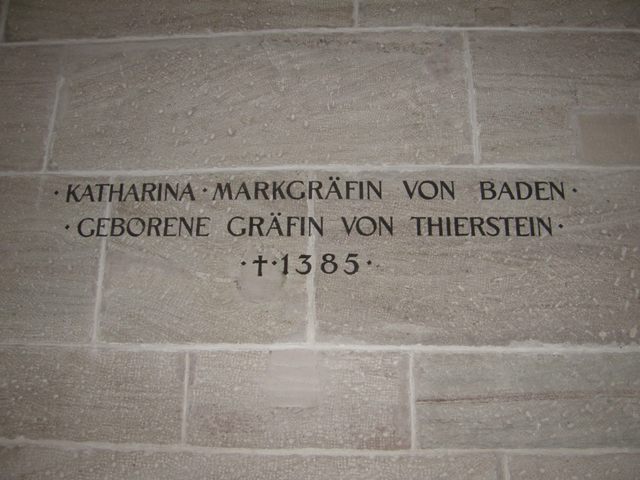 · KATHARINA · MARKGRÄFIN VON BADEN ·
· GEBORENE GRÄFIN VON THIERSTEIN ·
· † · 1385 ·